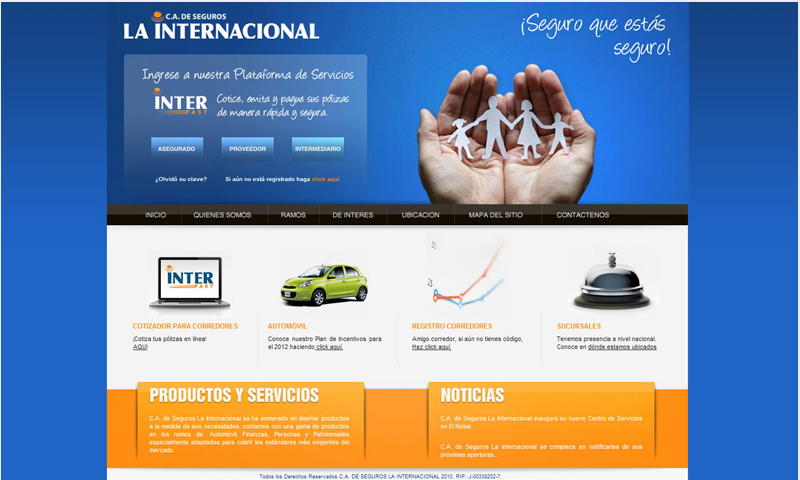 C.A. DE SEGUROS
LA INTERNACIONAL
¡Seguro que estás
seguro!
Ingrese a nuestra Plataforma de Servicios
INTER
FAST
Cotice, emita y pague sus pólizas
de manera rápida y segura.
ASEGURADO
PROVEEDOR
INTERMEDIARIO
¿Olvidó su clave?
Si aún no está registrado haga click aquí.
INICIO
QUIENES SOMOS
RAMOS
DE INTERES
UBICACION
MAPA DEL SITIO
CONTACTENOS
INTER
FAST
COTIZADOR PARA CORREDORES
¡Cotiza tus pólizas en línea!
AQUI
AUTOMÓVIL
Conoce nuestro Plan de Incentivos para
el 2012 haciendo click aquí.
REGISTRO CORREDORES
Amigo corredor, si aún no tienes código,
Haz click aquí.
SUCURSALES
Tenemos presencia a nivel nacional.
Conoce en dónde estamos ubicados
PRODUCTOS Y SERVICIOS
C.A. de Seguros La Internacional se ha esmerado en diseñar productos
a la medida de sus necesidades, contamos con una gama de productos
en los ramos de: Automóvil, Finanzas, Personas y Patrimoniales
especialmente adaptados para cubrir los estándares más exigentes del
mercado.
NOTICIAS
C.A. de Seguros La Internacional inaugura su nuevo Centro de Servicios
en El Rosal.
C.A. de Seguros La Internacional se complace en notificarles de sus
proximas aperturas...
Todos los Derechos Reservados C.A. DE SEGUROS LA INTERNACIONAL 2010. RIF: J-00338202-7.